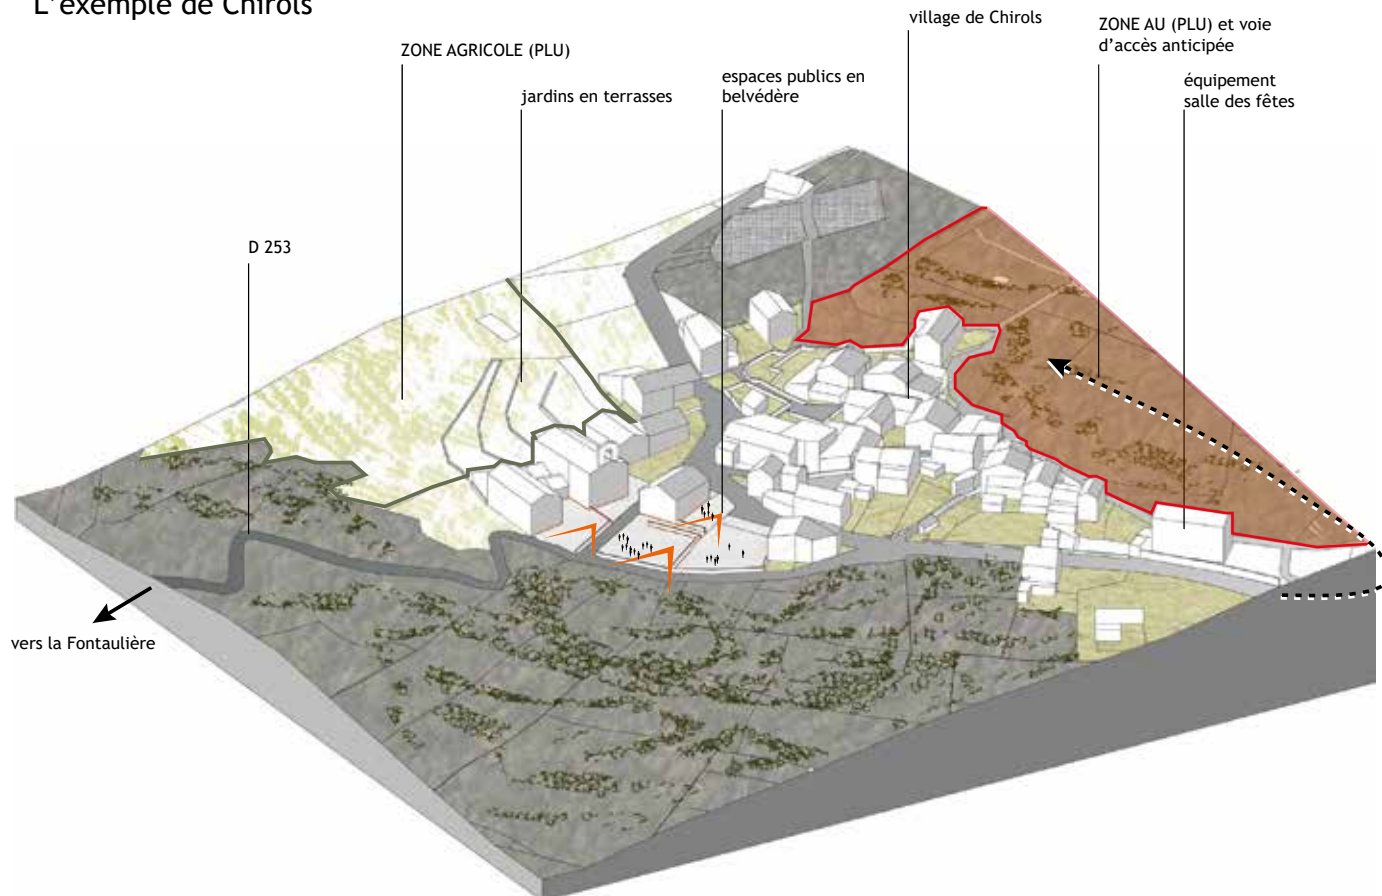 L'exemple de Chirols
village de Chirols
ZONE AU (PLU) et voie
d'accès anticipée
ZONE AGRICOLE (PLU)
espaces publics en
belvédère
jardins en terrasses
équipement
salle des fêtes
D 253
vers la Fontaulière